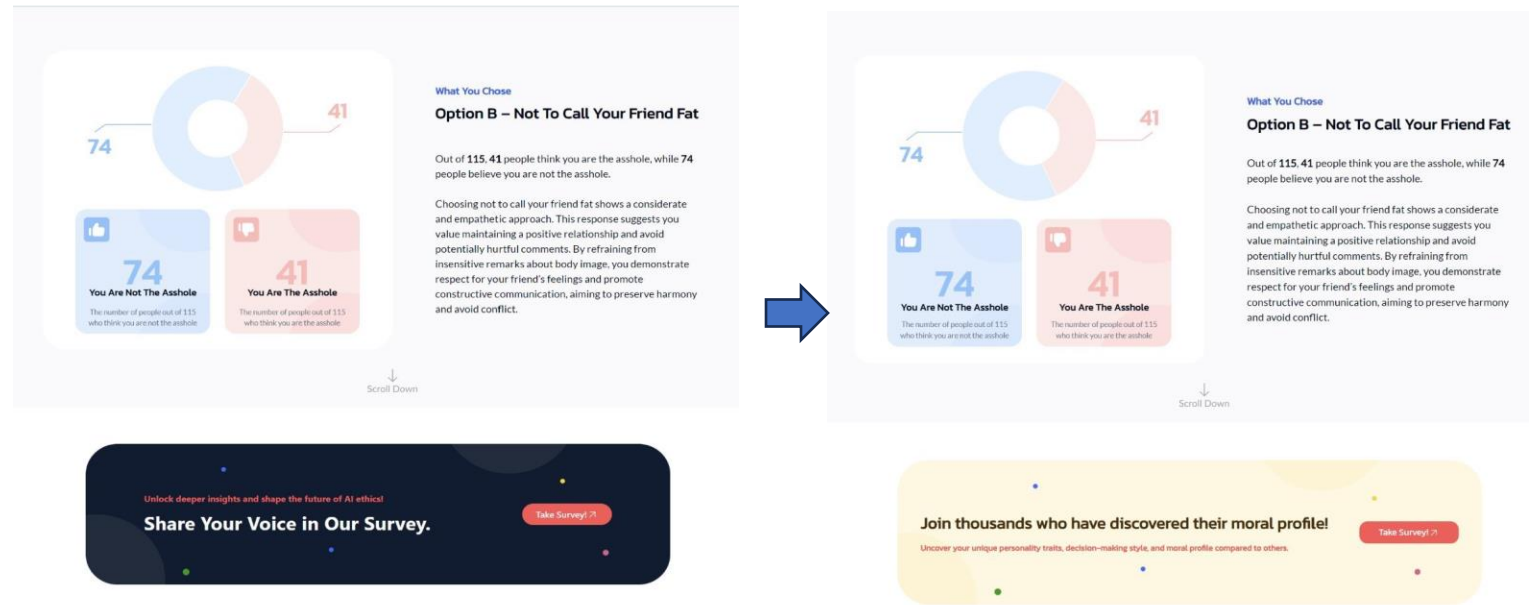 41
74
74
You Are Not The Asshole
The number of people out of 115
who think you are not the asshole
41
You Are The Asshole
The number of people out of 115
who think you are the asshole
What You Chose
Option B – Not To Call Your Friend Fat
Out of 115, 41 people think you are the asshole, while 74
people believe you are not the asshole.
Choosing not to call your friend fat shows a considerate
and empathetic approach. This response suggests you
value maintaining a positive relationship and avoid
potentially hurtful comments. By refraining from
insensitive remarks about body image, you demonstrate
respect for your friend's feelings and promote
constructive communication, aiming to preserve harmony
and avoid conflict.
Scroll Down
Unlock deeper insights and shape the future of AI ethics!
Share Your Voice in Our Survey.
Take Survey!
41
74
74
You Are Not The Asshole
The number of people out of 115
who think you are not the asshole
41
You Are The Asshole
The number of people out of 115
who think you are the asshole
What You Chose
Option B – Not To Call Your Friend Fat
Out of 115, 41 people think you are the asshole, while 74
people believe you are not the asshole.
Choosing not to call your friend fat shows a considerate
and empathetic approach. This response suggests you
value maintaining a positive relationship and avoid
potentially hurtful comments. By refraining from
insensitive remarks about body image, you demonstrate
respect for your friend's feelings and promote
constructive communication, aiming to preserve harmony
and avoid conflict.
Scroll Down
Join thousands who have discovered their moral profile!
Uncover your unique personality traits, decision-making style, and moral profile compared to others.
Take Survey!